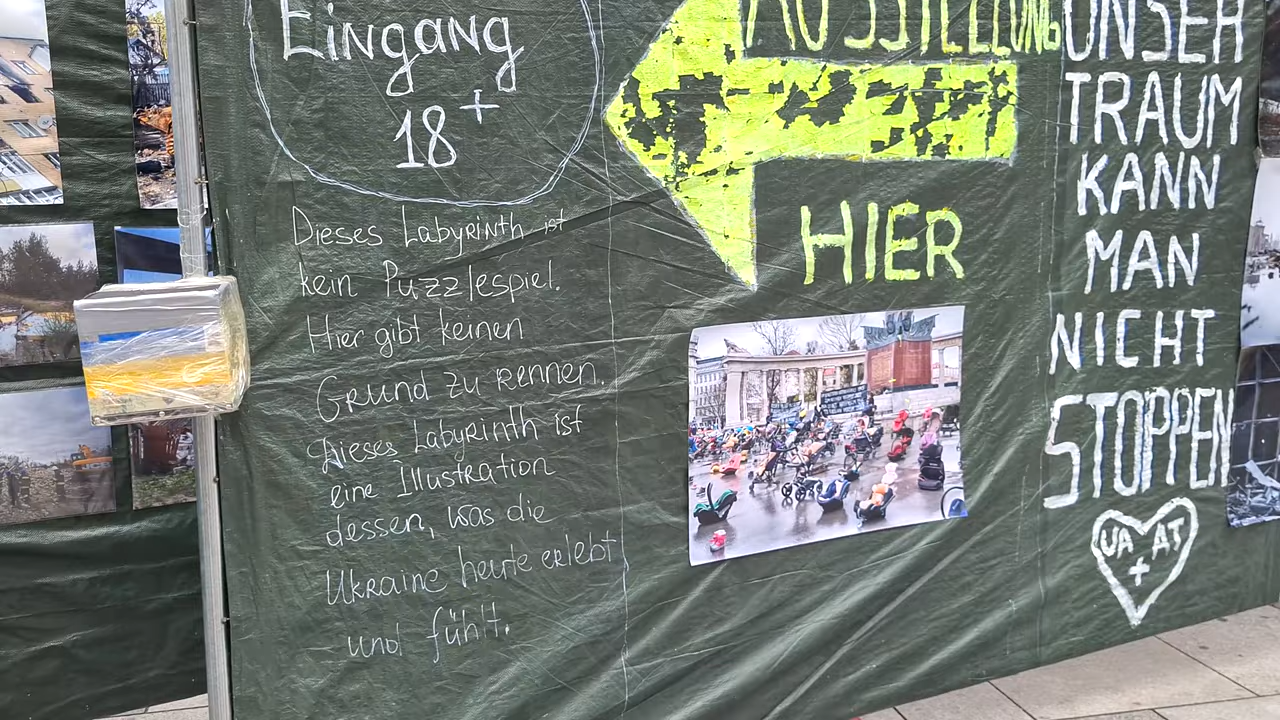 Eingang
18+
Dieses Labyrinth ist
kein Puzzlespiel.
Hier gibt keinen
Grund zu rennen.
Dieses Labyrinth ist
eine Illustration
dessen, was die
Ukraine heute erlebt
und fühlt.
AUSSTELLUNG
HIER
UNSER
TRAUM
KANN
MAN
NICHT
STOPPEN
UA AT
+